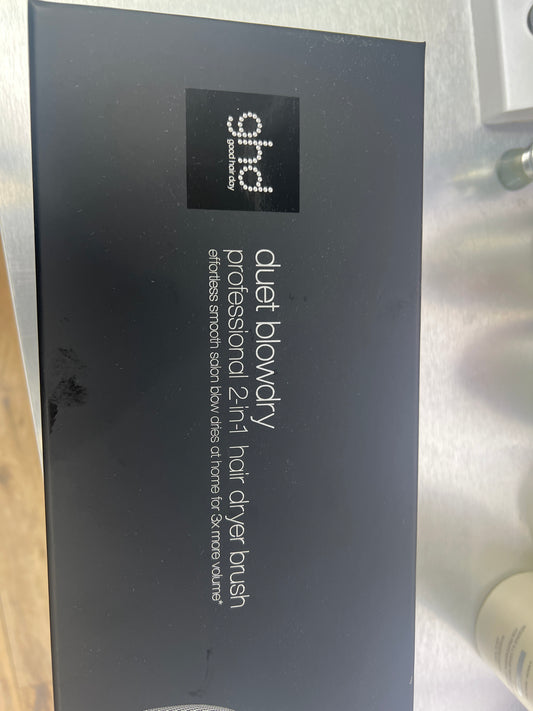 ghd
good hair day
duet blowdry
professional 2-in-1 hair dryer brush
effortless smooth salon blow dries at home for 3x more volume*